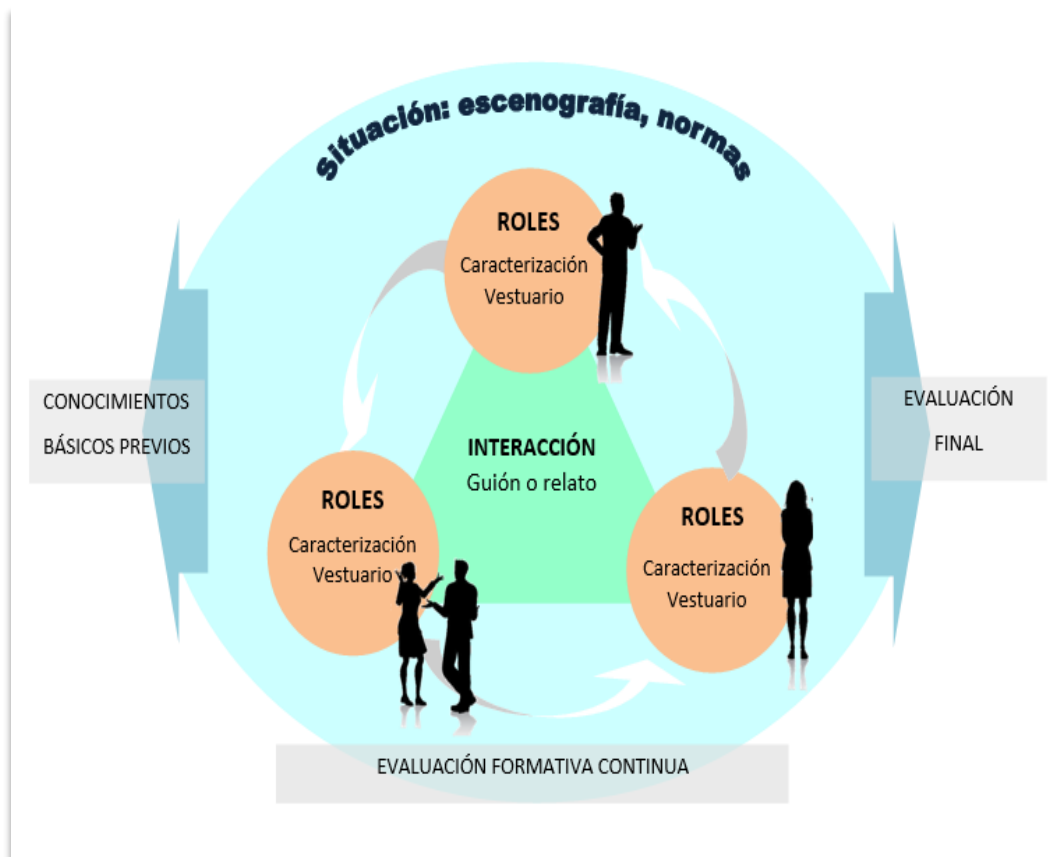 Situación: escenografía, normas
ROLES
Caracterización
Vestuario
CONOCIMIENTOS
BÁSICOS PREVIOS
INTERACCIÓN
Guión o relato
EVALUACIÓN
FINAL
ROLES
Caracterización
Vestuario
ROLES
Caracterización
Vestuario
EVALUACIÓN FORMATIVA CONTINUA